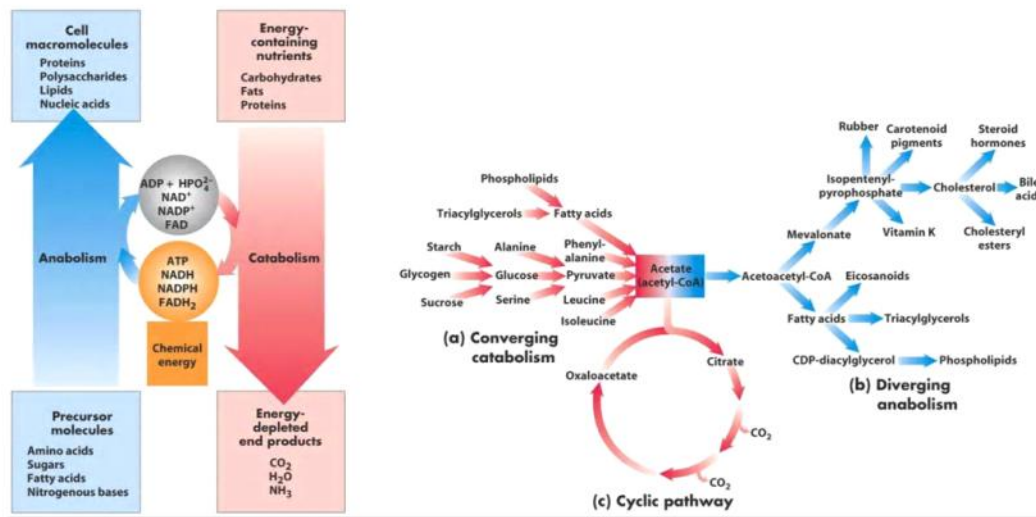 Cell
macromolecules
Proteins
Polysaccharides
Lipids
Nucleic acids
Energy-
containing
nutrients
Carbohydrates
Fats
Proteins
ADP + HPO₄²⁻
NAD⁺
NADP⁺
FAD
Anabolism
Catabolism
ATP
NADH
NADPH
FADH₂
Chemical
energy
Precursor
molecules
Amino acids
Sugars
Fatty acids
Nitrogenous bases
Energy-
depleted
end products
CO₂
H₂O
NH₃
Phospholipids
Triacylglycerols
Fatty acids
Starch
Alanine
Phenyl-
alanine
Glycogen
Glucose
Pyruvate
Sucrose
Serine
Leucine
Isoleucine
Acetate
(acetyl-CoA)
(a) Converging
catabolism
Oxaloacetate
Citrate
CO₂
CO₂
(c) Cyclic pathway
Rubber
Carotenoid
pigments
Steroid
hormones
Isopentenyl-
pyrophosphate
Cholesterol
Bile
acid
Mevalonate
Vitamin K
Cholesteryl
esters
Acetoacetyl-CoA
Eicosanoids
Fatty acids
Triacylglycerols
CDP-diacylglycerol
Phospholipids
(b) Diverging
anabolism